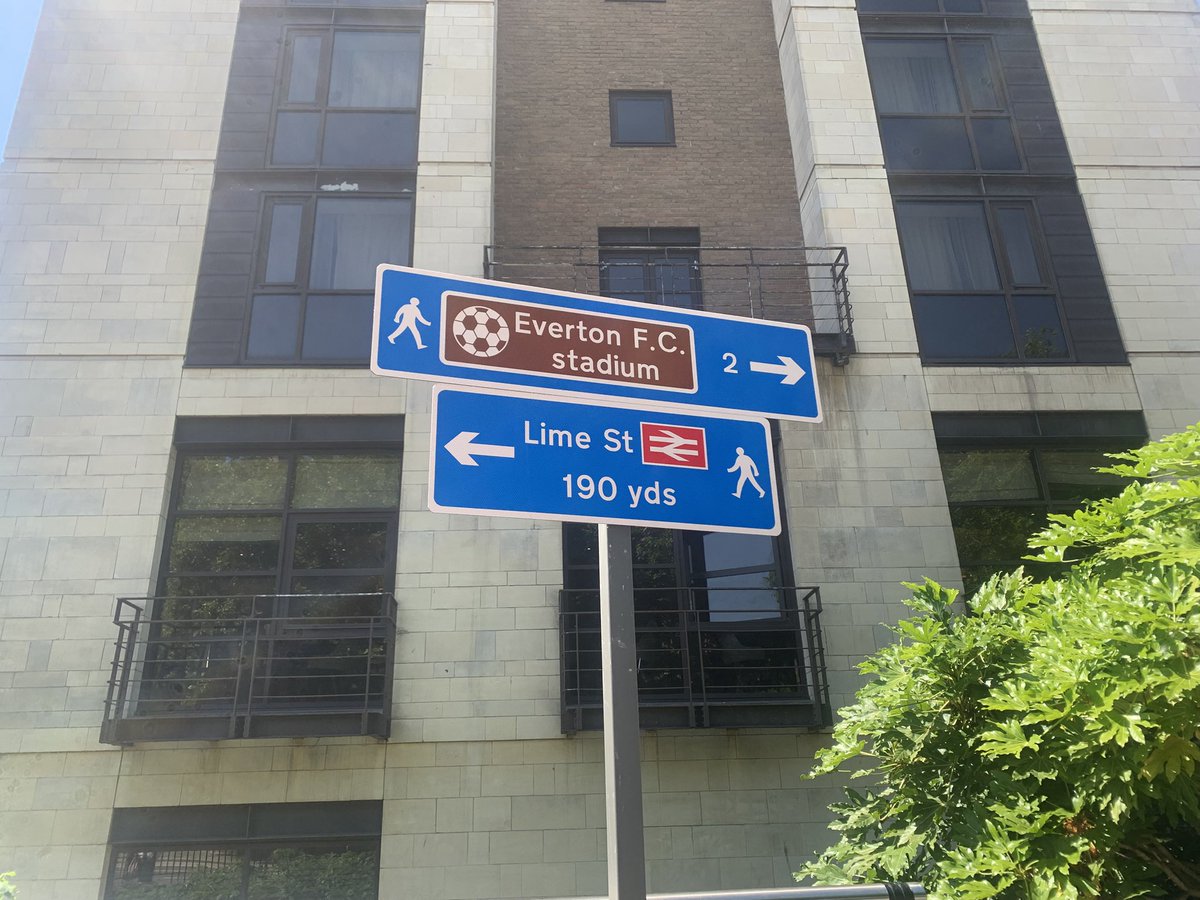 Everton F.C.
stadium
2
Lime St
190 yds